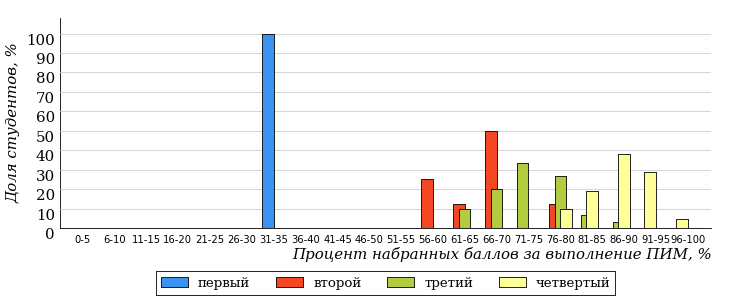 Доля студентов, %
100
90
80
70
60
50
40
30
20
10
0
0-5 6-10 11-15 16-20 21-25 26-30 31-35 36-40 41-45 46-50 51-55 56-60 61-65 66-70 71-75 76-80 81-85 86-90 91-95 96-100
Процент набранных баллов за выполнение ПИМ, %
первый второй третий четвертый